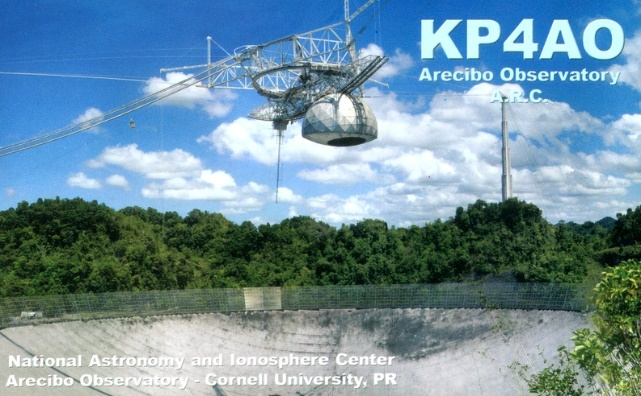 KP4AO
Arecibo Observatory
A.R.C.
National Astronomy and Ionosphere Center
Arecibo Observatory - Cornell University, PR